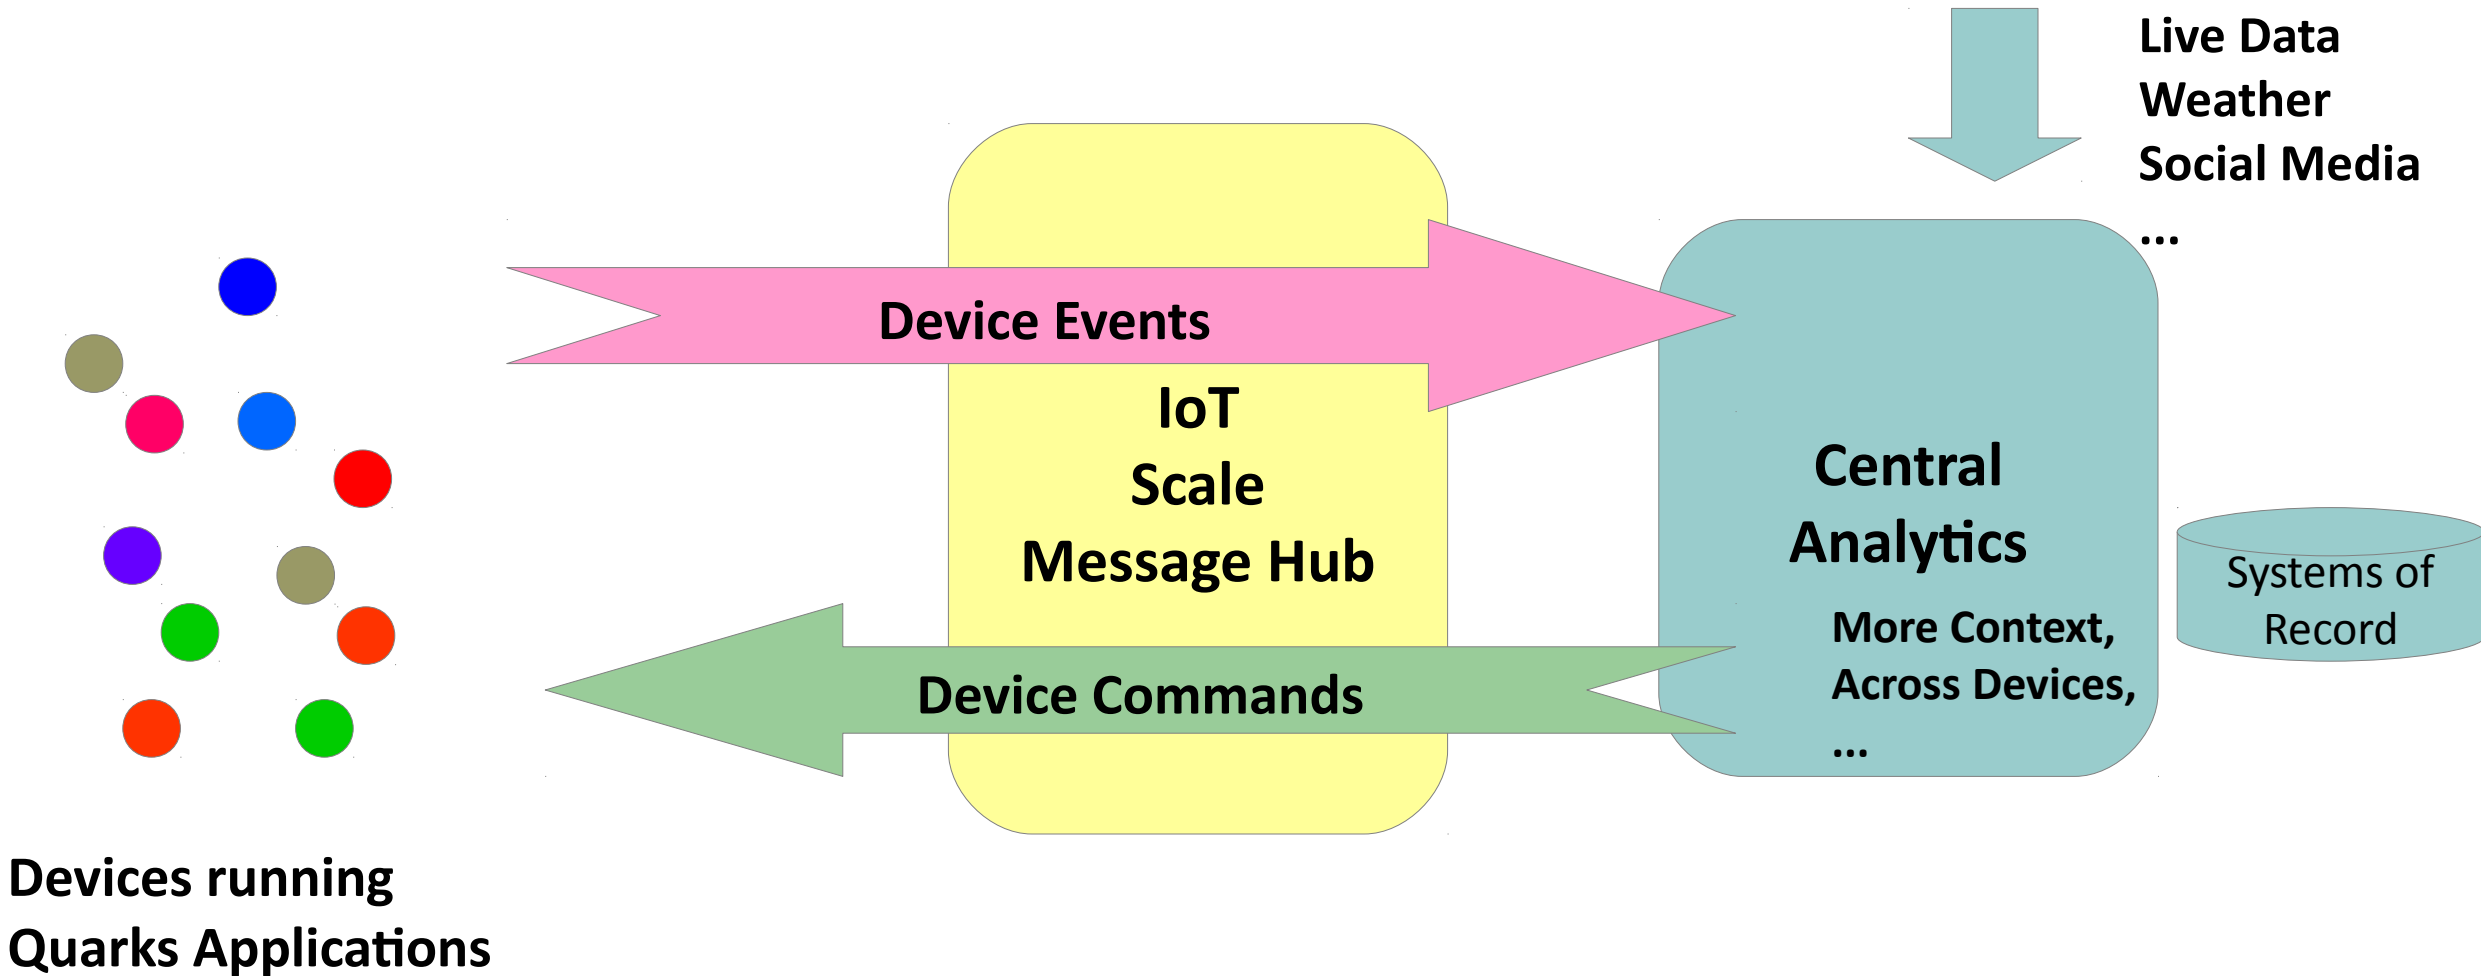 Live Data
Weather
Social Media
...
Device Events
IoT
Scale
Message Hub
Central
Analytics
More Context,
Across Devices,
...
Systems of
Record
Device Commands
Devices running
Quarks Applications